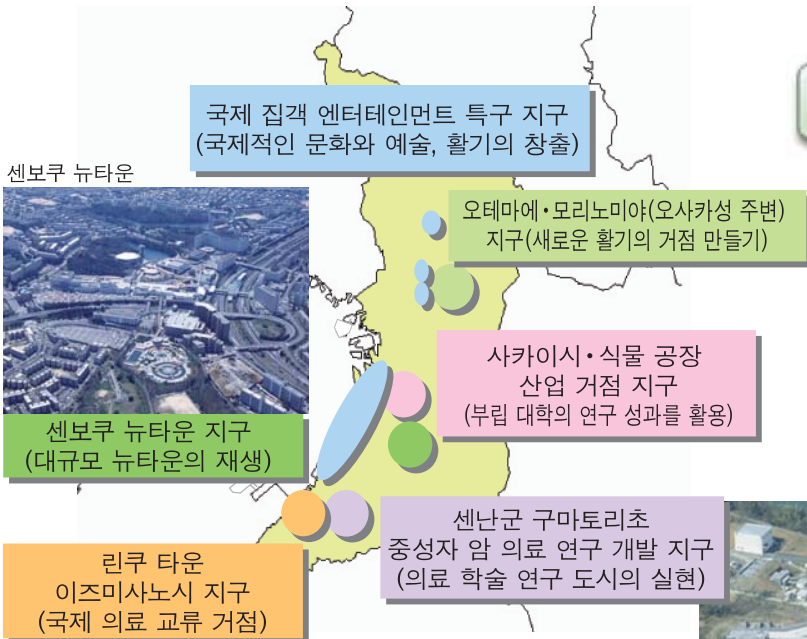 국제 집객 엔터테인먼트 특구 지구
(국제적인 문화와 예술, 활기의 창출)
센보쿠 뉴타운
오테마에・모리노미야(오사카성 주변)
지구(새로운 활기의 거점 만들기)
사카이시・식물 공장
산업 거점 지구
(부립 대학의 연구 성과를 활용)
센보쿠 뉴타운 지구
(대규모 뉴타운의 재생)
센난군 구마토리초
중성자 암 의료 연구 개발 지구
(의료 학술 연구 도시의 실현)
린쿠 타운
이즈미사노시 지구
(국제 의료 교류 거점)